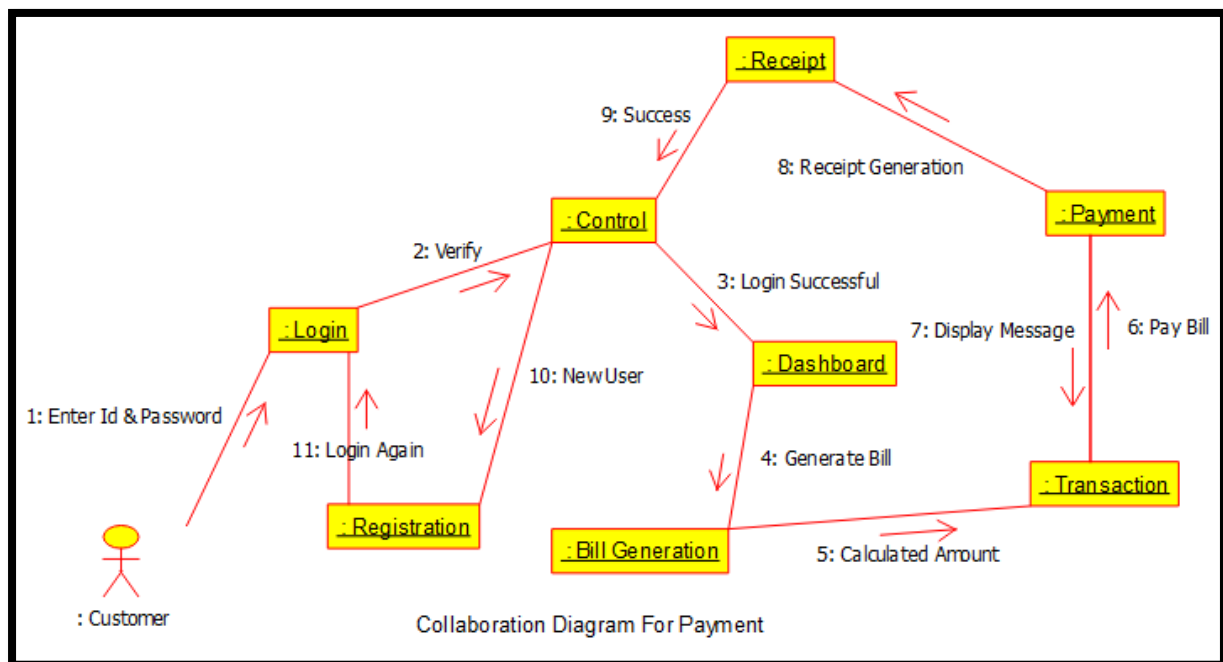 : Receipt
9: Success
8: Receipt Generation
: Control
: Payment
2: Verify
3: Login Successful
: Login
7: Display Message
6: Pay Bill
: Dashboard
10: New User
1: Enter Id & Password
11: Login Again
4: Generate Bill
: Transaction
: Registration
: Bill Generation
5: Calculated Amount
: Customer
Collaboration Diagram For Payment